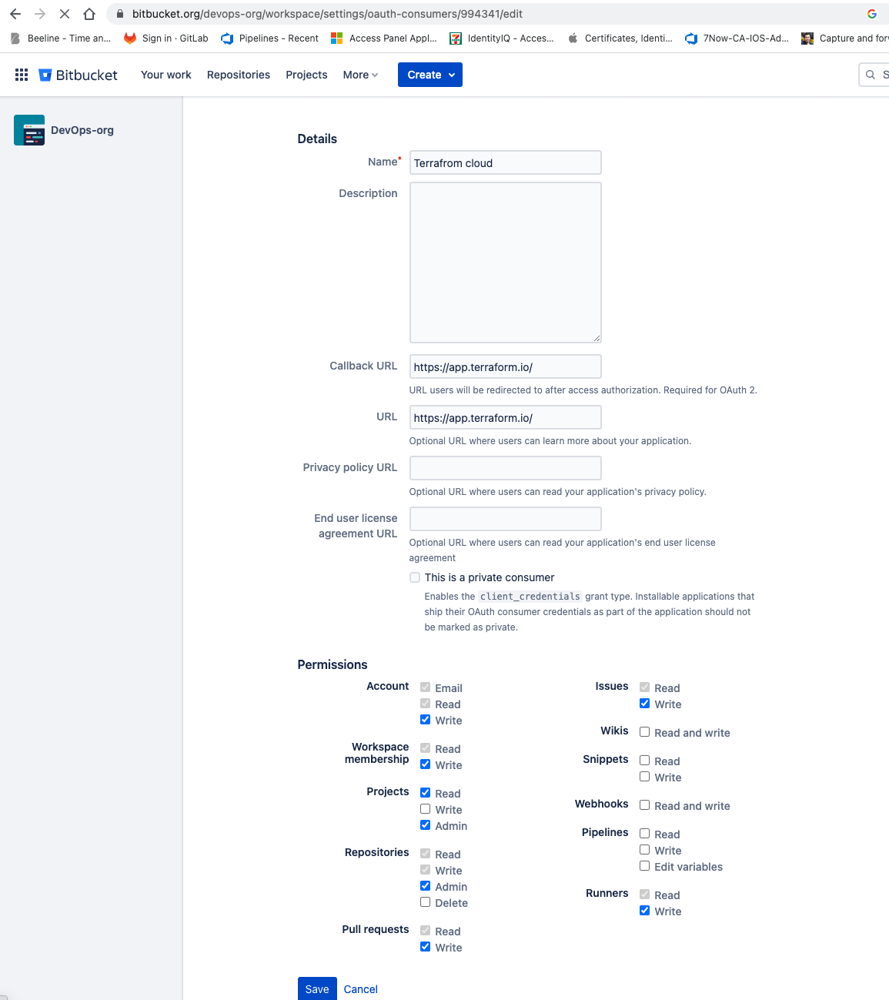 bitbucket.org/devops-org/workspace/settings/oauth-consumers/994341/edit
Beeline - Time an... Sign in · GitLab Pipelines - Recent Access Panel Appl... IdentityIQ - Acces... Certificates, Identi... 7Now-CA-IOS-Ad... Capture and for
Bitbucket Your work Repositories Projects More Create S
DevOps-org
Details
Name* Terrafrom cloud
Description
Callback URL https://app.terraform.io/
URL users will be redirected to after access authorization. Required for OAuth 2.
URL https://app.terraform.io/
Optional URL where users can learn more about your application.
Privacy policy URL
Optional URL where users can read your application's privacy policy.
End user license
agreement URL
Optional URL where users can read your application's end user license
agreement
This is a private consumer
Enables the client_credentials grant type. Installable applications that
ship their OAuth consumer credentials as part of the application should not
be marked as private.
Permissions
Account Email
Read
Write
Workspace
membership
Read
Write
Projects Read
Write
Admin
Repositories Read
Write
Admin
Delete
Pull requests Read
Write
Issues Read
Write
Wikis Read and write
Snippets Read
Write
Webhooks Read and write
Pipelines Read
Write
Edit variables
Runners Read
Write
Save Cancel